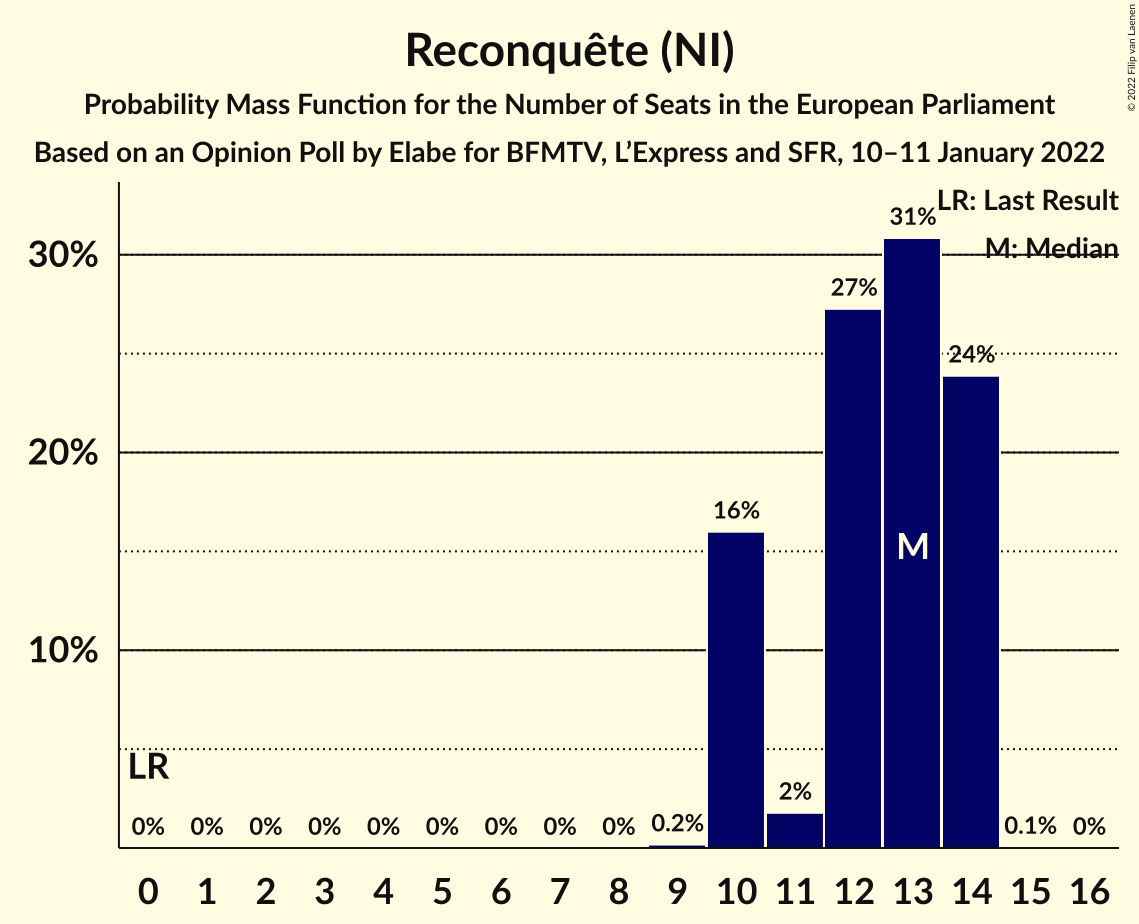 Reconquête (NI)
Probability Mass Function for the Number of Seats in the European Parliament
Based on an Opinion Poll by Elabe for BFMTV, L’Express and SFR, 10–11 January 2022
© 2022 Filip van Laenen
LR: Last Result
M: Median
30%
20%
10%
31%
27%
24%
16%
M
LR
2%
0% 0% 0% 0% 0% 0% 0% 0% 0% 0.2% 0.1% 0%
0 1 2 3 4 5 6 7 8 9 10 11 12 13 14 15 16